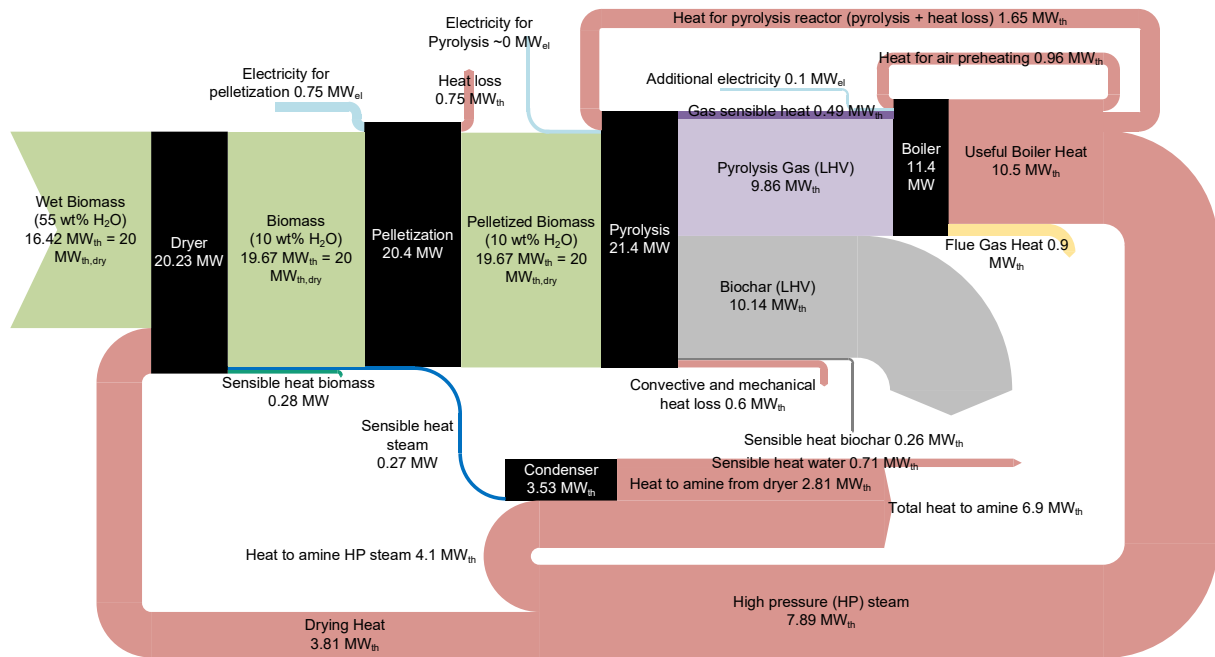 Heat for pyrolysis reactor (pyrolysis + heat loss) 1.65 MWth
Electricity for
Pyrolysis ~0 MWel
Heat for air preheating 0.96 MWth
Electricity for
pelletization 0.75 MWel
Heat loss
0.75 MWth
Additional electricity 0.1 MWel
Gas sensible heat 0.49 MWth
Wet Biomass
(55 wt% H2O)
16.42 MWth = 20
MWth,dry
Dryer
20.23 MW
Biomass
(10 wt% H2O)
19.67 MWth = 20
MWth,dry
Pelletization
20.4 MW
Pelletized Biomass
(10 wt% H2O)
19.67 MWth = 20
MWth,dry
Pyrolysis
21.4 MW
Pyrolysis Gas (LHV)
9.86 MWth
Boiler
11.4
MW
Useful Boiler Heat
10.5 MWth
Flue Gas Heat 0.9
MWth
Biochar (LHV)
10.14 MWth
Sensible heat biomass
0.28 MW
Convective and mechanical
heat loss 0.6 MWth
Sensible heat
steam
0.27 MW
Sensible heat biochar 0.26 MWth
Condenser
3.53 MWth
Sensible heat water 0.71 MWth
Heat to amine from dryer 2.81 MWth
Total heat to amine 6.9 MWth
Heat to amine HP steam 4.1 MWth
High pressure (HP) steam
7.89 MWth
Drying Heat
3.81 MWth